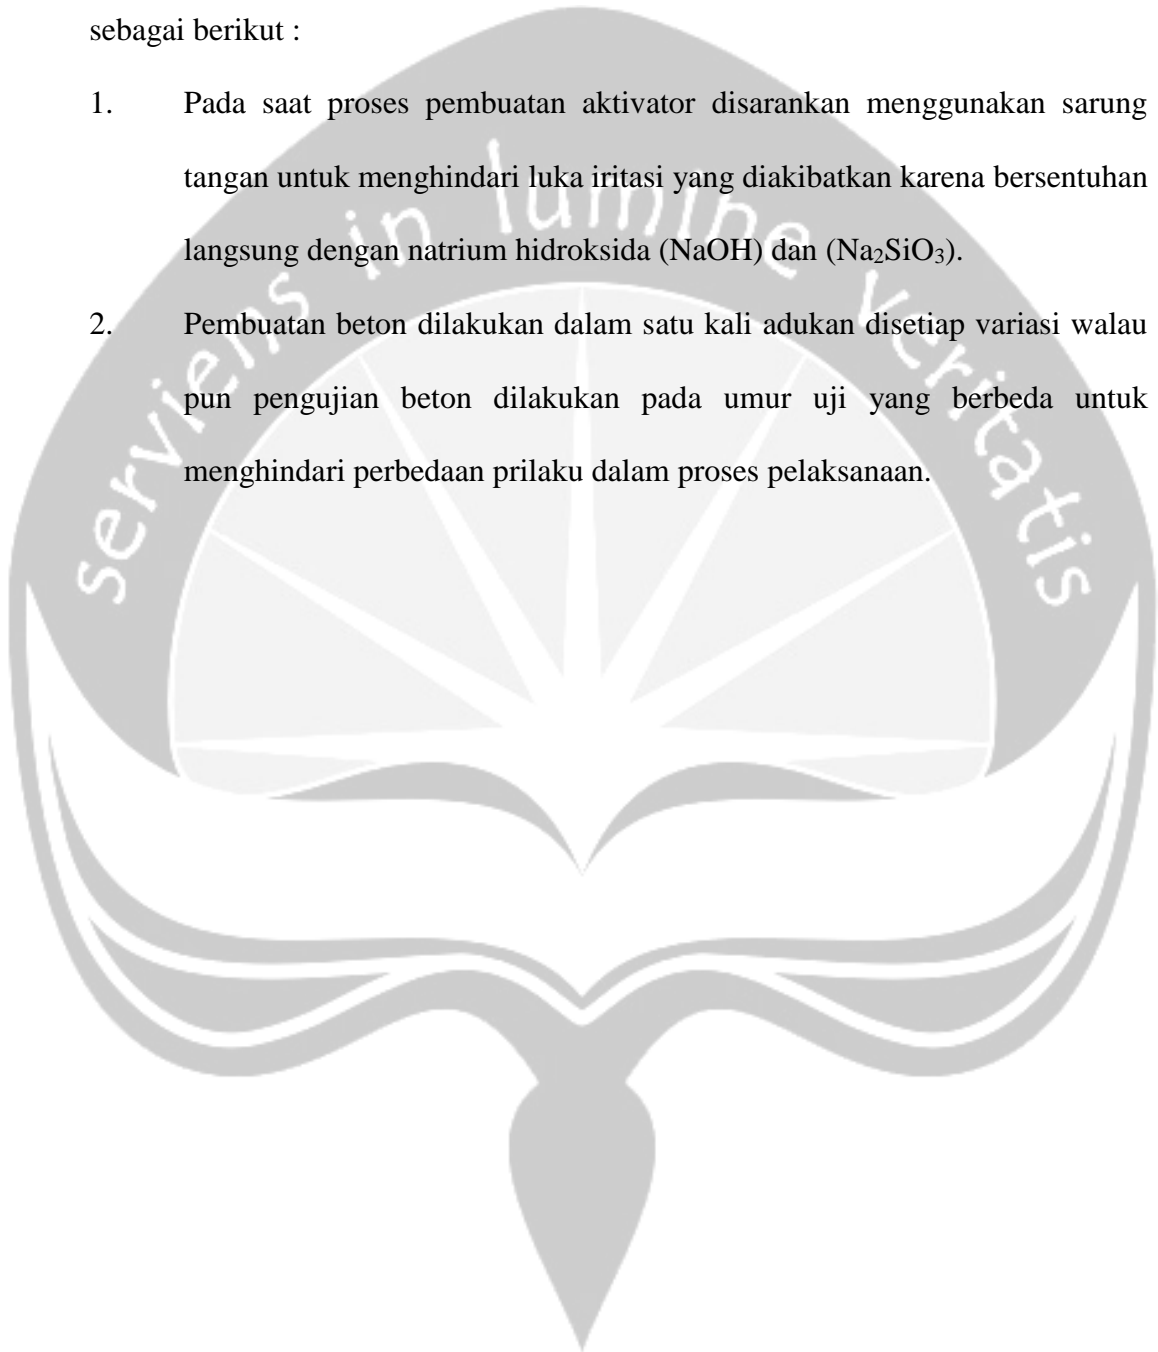 sebagai berikut :
1. Pada saat proses pembuatan aktivator disarankan menggunakan sarung
tangan untuk menghindari luka iritasi yang diakibatkan karena bersentuhan
langsung dengan natrium hidroksida (NaOH) dan (Na₂SiO₃).
2. Pembuatan beton dilakukan dalam satu kali adukan disetiap variasi walau
pun pengujian beton dilakukan pada umur uji yang berbeda untuk
menghindari perbedaan prilaku dalam proses pelaksanaan.
serviens in lumine veritatis